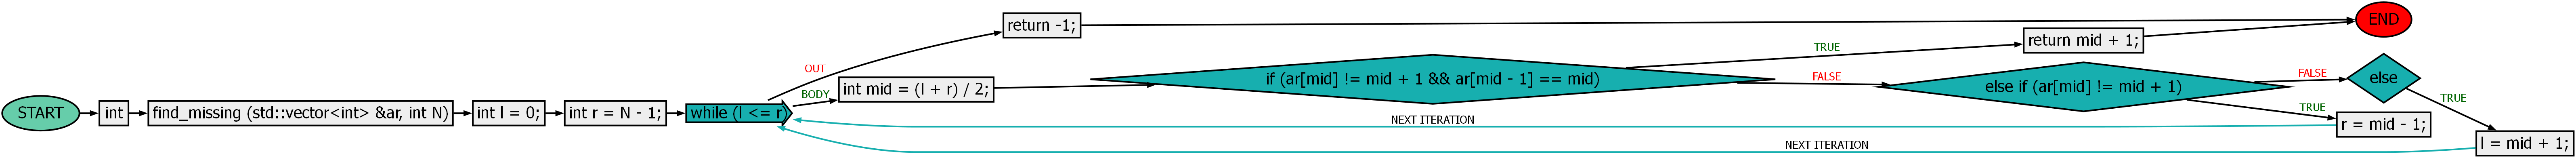 START
int
find_missing (std::vector<int> &ar, int N)
int l = 0;
int r = N - 1;
while (l <= r)
OUT
return -1;
BODY
int mid = (l + r) / 2;
if (ar[mid] != mid + 1 && ar[mid - 1] == mid)
TRUE
return mid + 1;
END
FALSE
else if (ar[mid] != mid + 1)
FALSE
else
TRUE
r = mid - 1;
NEXT ITERATION
TRUE
l = mid + 1;
NEXT ITERATION